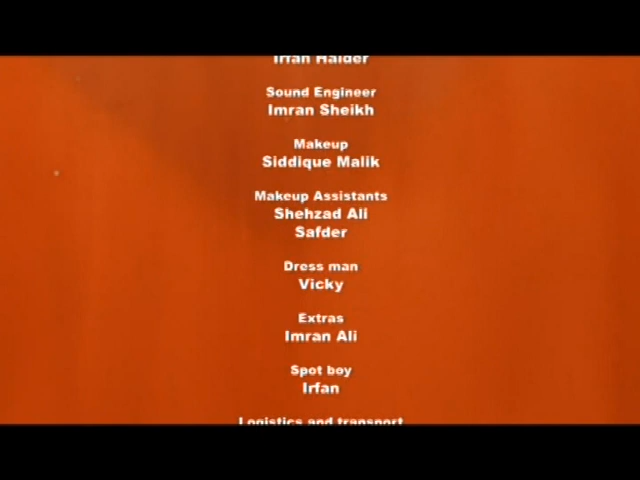 Irfan Haider
Sound Engineer
Imran Sheikh
Makeup
Siddique Malik
Makeup Assistants
Shehzad Ali
Safder
Dress man
Vicky
Extras
Imran Ali
Spot boy
Irfan
Logistics and transport